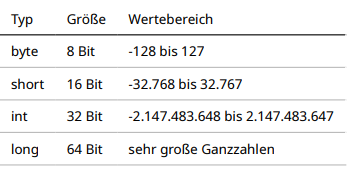 Typ Größe Wertebereich
byte 8 Bit -128 bis 127
short 16 Bit -32.768 bis 32.767
int 32 Bit -2.147.483.648 bis 2.147.483.647
long 64 Bit sehr große Ganzzahlen